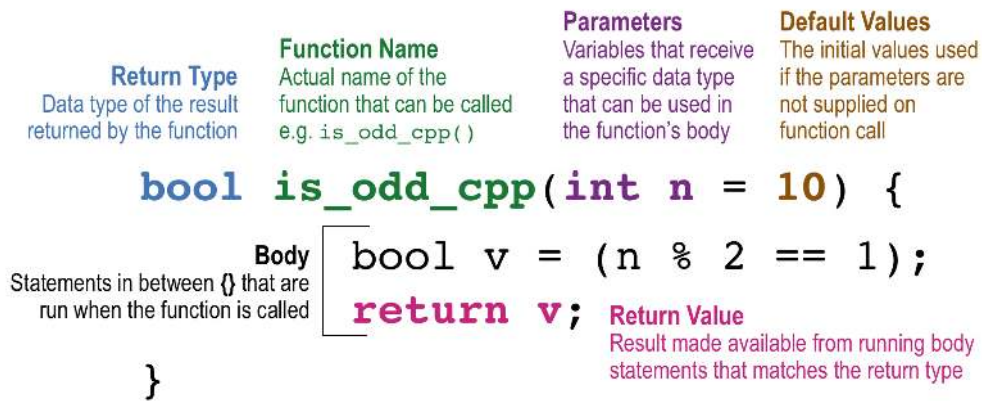 Return Type
Data type of the result
returned by the function
Function Name
Actual name of the
function that can be called
e.g. is_odd_cpp()
Parameters
Variables that receive
a specific data type
that can be used in
the function's body
Default Values
The initial values used
if the parameters are
not supplied on
function call
bool is_odd_cpp(int n = 10) {
Body
Statements in between {} that are
run when the function is called
bool v = (n % 2 == 1);
return v;
Return Value
Result made available from running body
statements that matches the return type
}